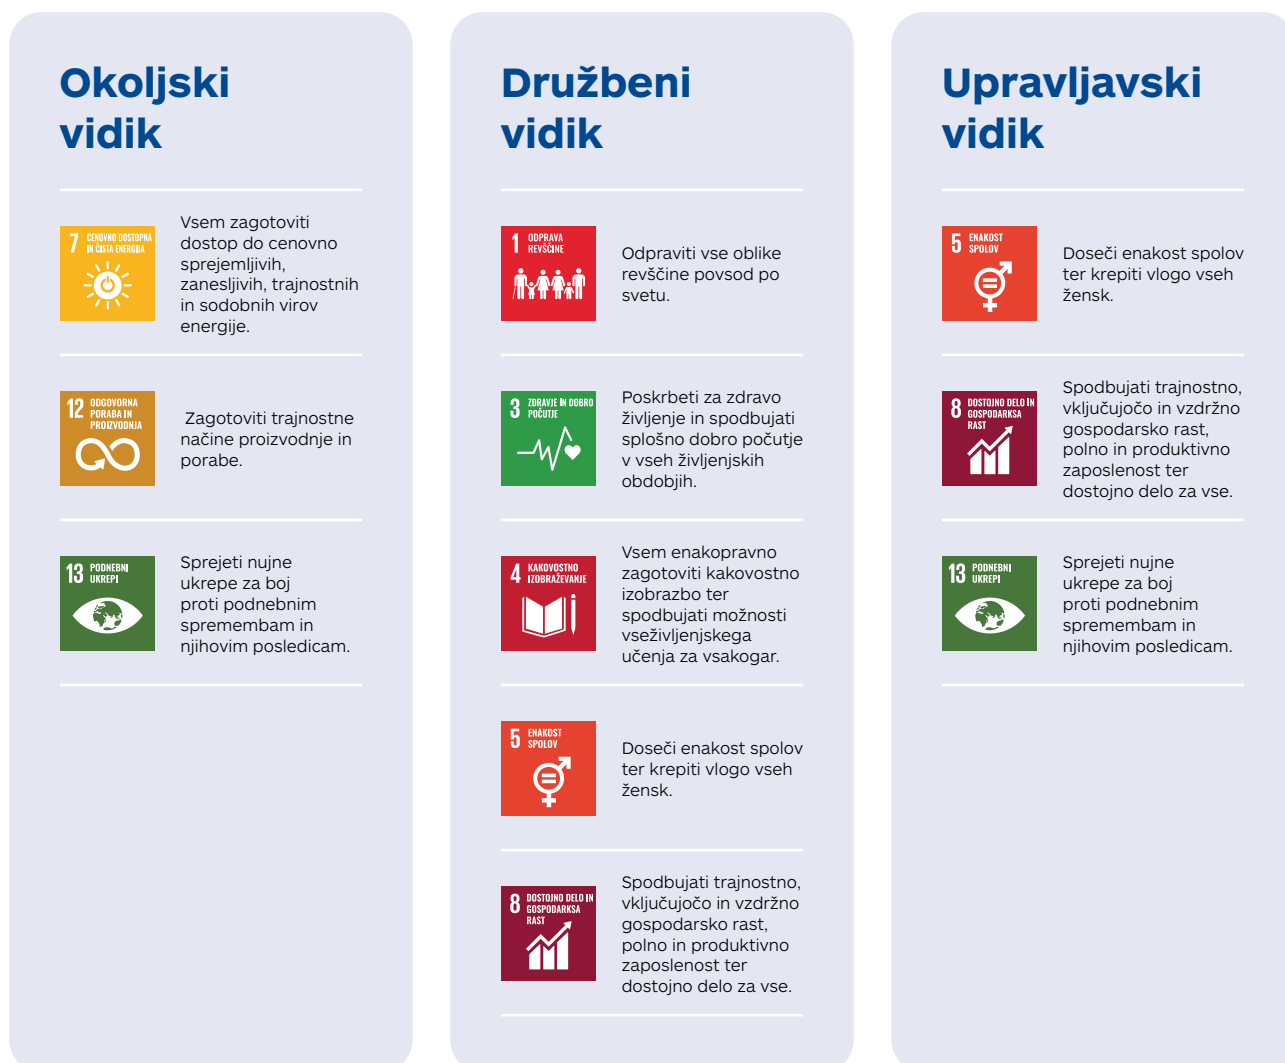 Okoljski
vidik
7 CENOVNO DOSTOPNA
IN ČISTA ENERGIJA
Vsem zagotoviti
dostop do cenovno
sprejemljivih,
zanesljivih, trajnostnih
in sodobnih virov
energije.
12 ODGOVORNA
PORABA IN
PROIZVODNJA
Zagotoviti trajnostne
načine proizvodnje in
porabe.
13 PODNEBNI
UKREPI
Sprejeti nujne
ukrepe za boj
proti podnebnim
spremembam in
njihovim posledicam.
Družbeni
vidik
1 ODPRAVA
REVŠČINE
Odpraviti vse oblike
revščine povsod po
svetu.
3 ZDRAVJE IN DOBRO
POČUTJE
Poskrbeti za zdravo
življenje in spodbujati
splošno dobro počutje
v vseh življenjskih
obdobjih.
4 KAKOVOSTNO
IZOBRAŽEVANJE
Vsem enakopravno
zagotoviti kakovostno
izobrazbo ter
spodbujati možnosti
vseživljenjskega
učenja za vsakogar.
5 ENAKOST
SPOLOV
Doseči enakost spolov
ter krepiti vlogo vseh
žensk.
8 DOSTOJNO DELO IN
GOSPODARKSA
RAST
Spodbujati trajnostno,
vključujočo in vzdržno
gospodarsko rast,
polno in produktivno
zaposlenost ter
dostojno delo za vse.
Upravljavski
vidik
5 ENAKOST
SPOLOV
Doseči enakost spolov
ter krepiti vlogo vseh
žensk.
8 DOSTOJNO DELO IN
GOSPODARKSA
RAST
Spodbujati trajnostno,
vključujočo in vzdržno
gospodarsko rast,
polno in produktivno
zaposlenost ter
dostojno delo za vse.
13 PODNEBNI
UKREPI
Sprejeti nujne
ukrepe za boj
proti podnebnim
spremembam in
njihovim posledicam.